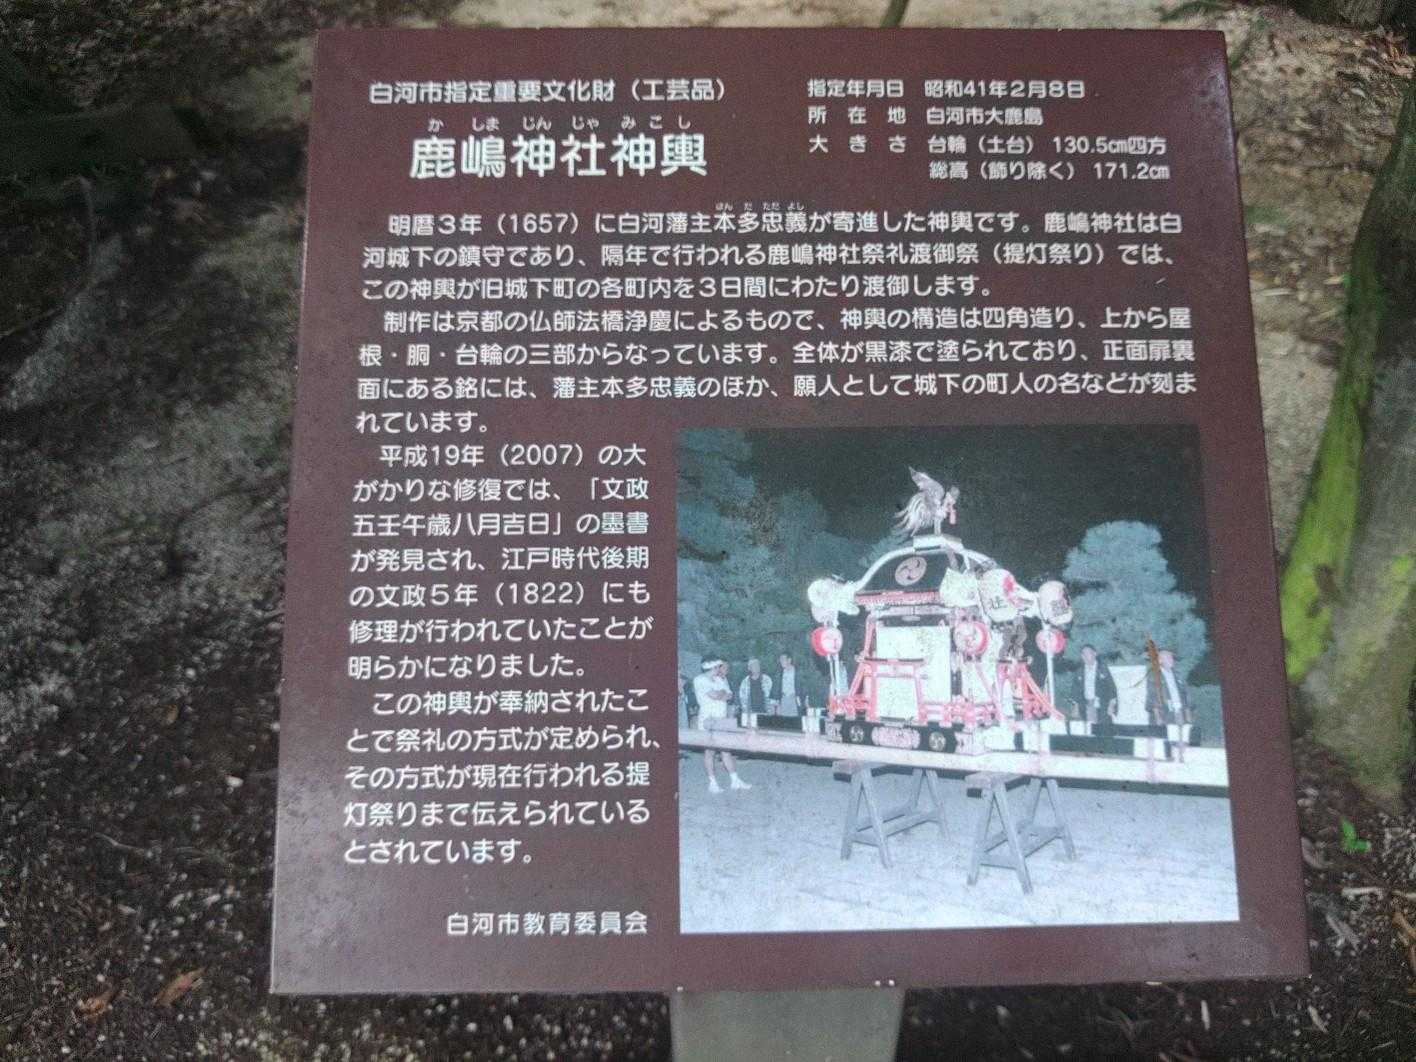 白河市指定重要文化財（工芸品）
かしまじんじゃみこし
鹿嶋神社神輿
指定年月日　昭和41年2月8日
所在地　白河市大鹿島
大きさ　台輪（土台） 130.5㎝四方
総高（飾り除く） 171.2㎝
ほんだただよし
明暦３年（1657）に白河藩主本多忠義が寄進した神輿です。鹿嶋神社は白
河城下の鎮守であり、隔年で行われる鹿嶋神社祭礼渡御祭（提灯祭り）では、
この神輿が旧城下町の各町内を３日間にわたり渡御します。
制作は京都の仏師法橋浄慶によるもので、神輿の構造は四角造り、上から屋
根・胴・台輪の三部からなっています。全体が黒漆で塗られており、正面扉裏
面にある銘には、藩主本多忠義のほか、願人として城下の町人の名などが刻ま
れています。
平成19年（2007）の大
がかりな修復では、「文政
五壬午歳八月吉日」の墨書
が発見され、江戸時代後期
の文政５年（1822）にも
修理が行われていたことが
明らかになりました。
この神輿が奉納されたこ
とで祭礼の方式が定められ、
その方式が現在行われる提
灯祭りまで伝えられている
とされています。
白河市教育委員会
社